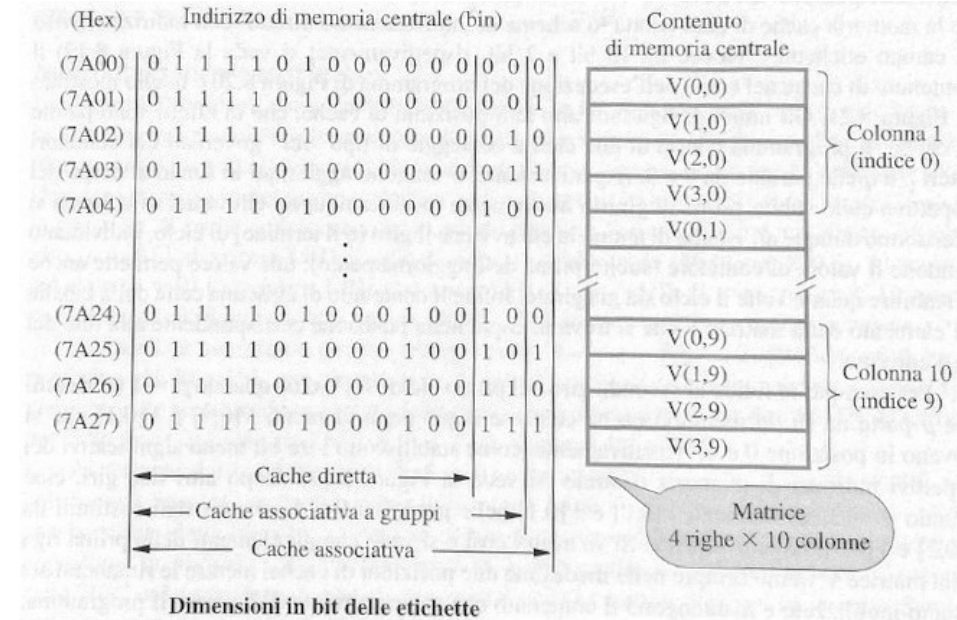 (Hex) Indirizzo di memoria centrale (bin) Contenuto
di memoria centrale
(7A00) 0 1 1 1 1 0 1 0 0 0 0 0 0 0 0 0
V(0,0)
(7A01) 0 1 1 1 1 0 1 0 0 0 0 0 0 0 0 1
V(1,0)
(7A02) 0 1 1 1 1 0 1 0 0 0 0 0 0 0 1 0
V(2,0)
(7A03) 0 1 1 1 1 0 1 0 0 0 0 0 0 0 1 1
V(3,0)
(7A04) 0 1 1 1 1 0 1 0 0 0 0 0 0 1 0 0
V(0,1)
Colonna 1
(indice 0)
(7A24) 0 1 1 1 1 0 1 0 0 0 1 0 0 1 0 0
V(0,9)
(7A25) 0 1 1 1 1 0 1 0 0 0 1 0 0 1 0 1
V(1,9)
(7A26) 0 1 1 1 1 0 1 0 0 0 1 0 0 1 1 0
V(2,9)
(7A27) 0 1 1 1 1 0 1 0 0 0 1 0 0 1 1 1
V(3,9)
Colonna 10
(indice 9)
Cache diretta
Cache associativa a gruppi
Cache associativa
Matrice
4 righe × 10 colonne
Dimensioni in bit delle etichette